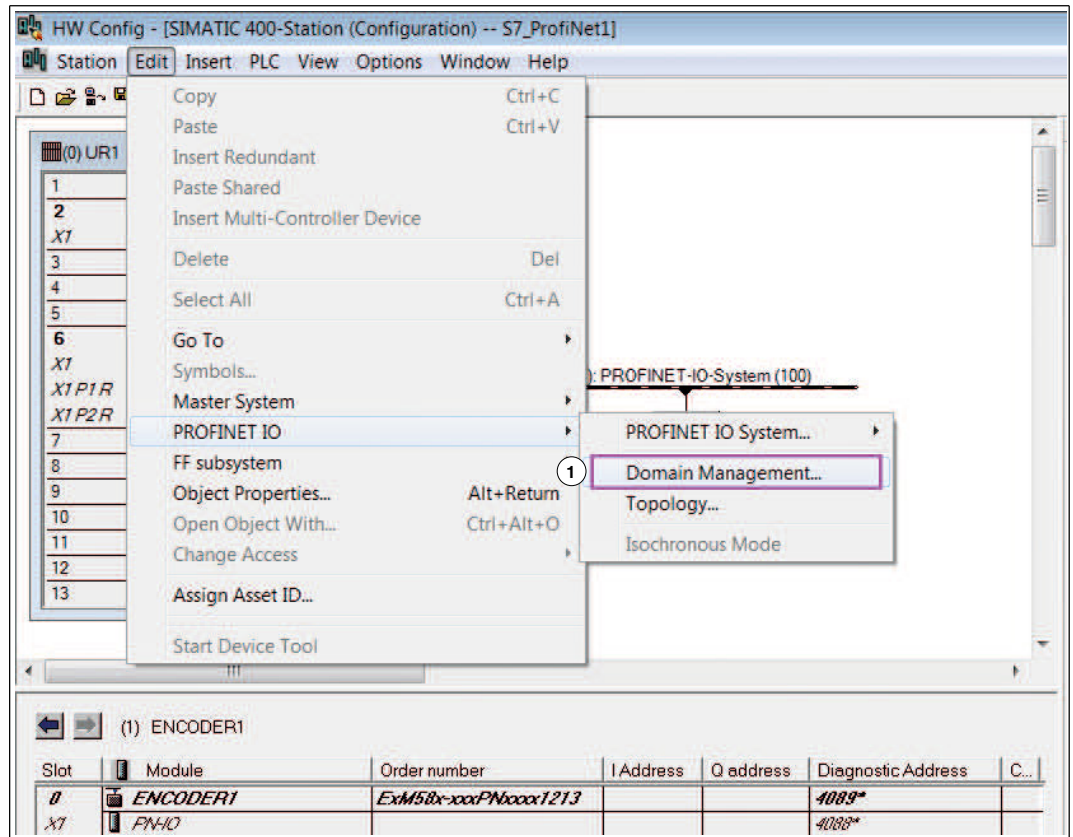 HW Config - [SIMATIC 400-Station (Configuration) -- S7_ProfiNet1]
Station Edit Insert PLC View Options Window Help
(0) UR1
1
2
X1
3
4
5
6
X1
X1 P1 R
X1 P2 R
7
8
9
10
11
12
13
Copy Ctrl+C
Paste Ctrl+V
Insert Redundant
Paste Shared
Insert Multi-Controller Device
Delete Del
Select All Ctrl+A
Go To
Symbols...
Master System
PROFINET IO
FF subsystem
Object Properties... Alt+Return
Open Object With... Ctrl+Alt+O
Change Access
Assign Asset ID...
Start Device Tool
): PROFINET-IO-System (100)
PROFINET IO System...
1 Domain Management...
Topology...
Isochronous Mode
(1) ENCODER1
Slot Module Order number I Address Q address Diagnostic Address C...
0 ENCODER1 ExM58x-xxxPNxxxx1213 4089*
X1 PN-IO 4088*